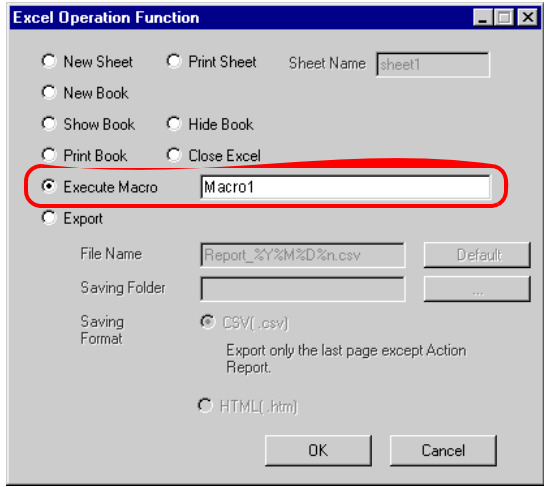 Excel Operation Function
New Sheet Print Sheet Sheet Name sheet1
New Book
Show Book Hide Book
Print Book Close Excel
Execute Macro Macro1
Export
File Name Report_%Y%M%D%n.csv Default
Saving Folder ...
Saving Format CSV( .csv)
Export only the last page except Action
Report.
HTML( .htm)
OK Cancel